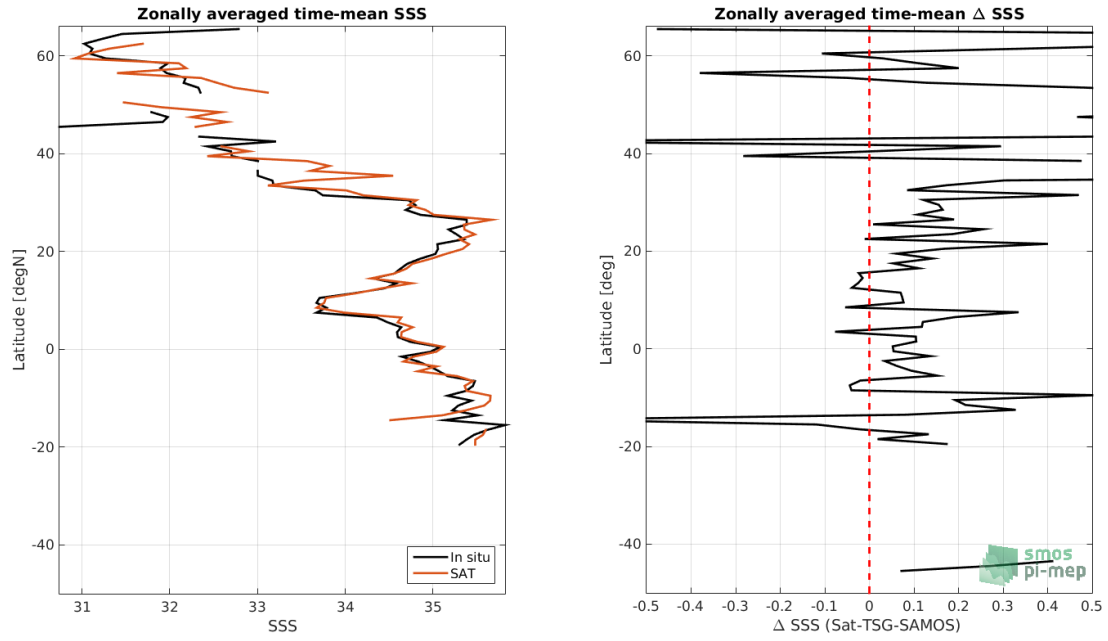 Zonally averaged time-mean SSS
60
40
20
0
-20
-40
Latitude [degN]
31
32
33
34
35
SSS
In situ
SAT
Zonally averaged time-mean Δ SSS
60
40
20
0
-20
-40
Latitude [deg]
-0.5
-0.4
-0.3
-0.2
-0.1
0
0.1
0.2
0.3
0.4
0.5
Δ SSS (Sat-TSG-SAMOS)
smos
pi-mep